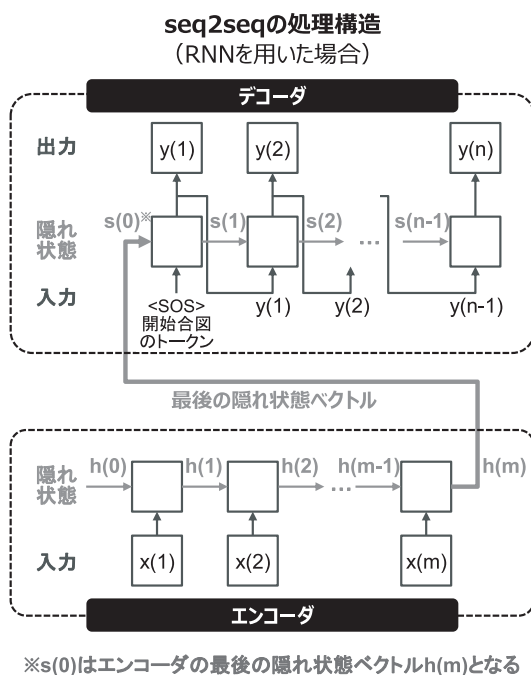 seq2seqの処理構造
（RNNを用いた場合）
デコーダ
出力
y(1)
y(2)
y(n)
隠れ
状態
s(0)※
s(1)
s(2)
…
s(n-1)
入力
<SOS>
開始合図
のトークン
y(1)
y(2)
y(n-1)
最後の隠れ状態ベクトル
隠れ
状態
h(0)
h(1)
h(2)
…
h(m-1)
h(m)
入力
x(1)
x(2)
x(m)
エンコーダ
※s(0)はエンコーダの最後の隠れ状態ベクトルh(m)となる